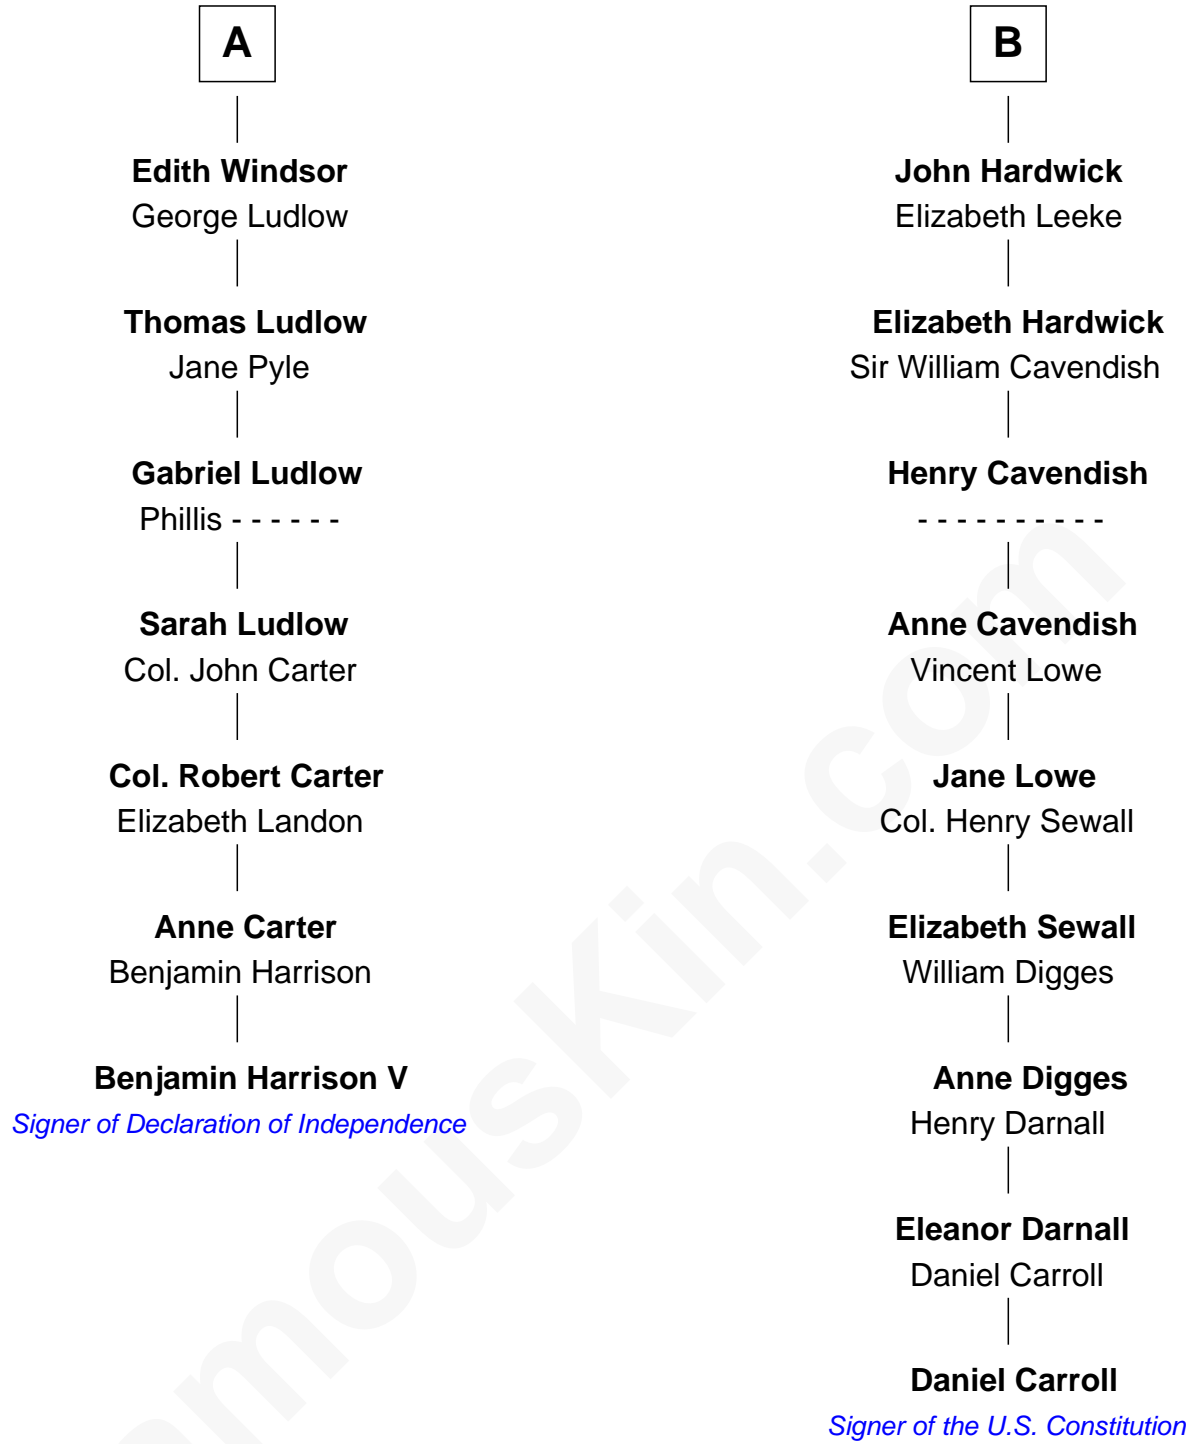 A
Edith Windsor
George Ludlow
Thomas Ludlow
Jane Pyle
Gabriel Ludlow
Phillis - - - - - -
Sarah Ludlow
Col. John Carter
Col. Robert Carter
Elizabeth Landon
Anne Carter
Benjamin Harrison
Benjamin Harrison V
Signer of Declaration of Independence
B
John Hardwick
Elizabeth Leeke
Elizabeth Hardwick
Sir William Cavendish
Henry Cavendish
- - - - - - - - - -
Anne Cavendish
Vincent Lowe
Jane Lowe
Col. Henry Sewall
Elizabeth Sewall
William Digges
Anne Digges
Henry Darnall
Eleanor Darnall
Daniel Carroll
Daniel Carroll
Signer of the U.S. Constitution
amouskin.com